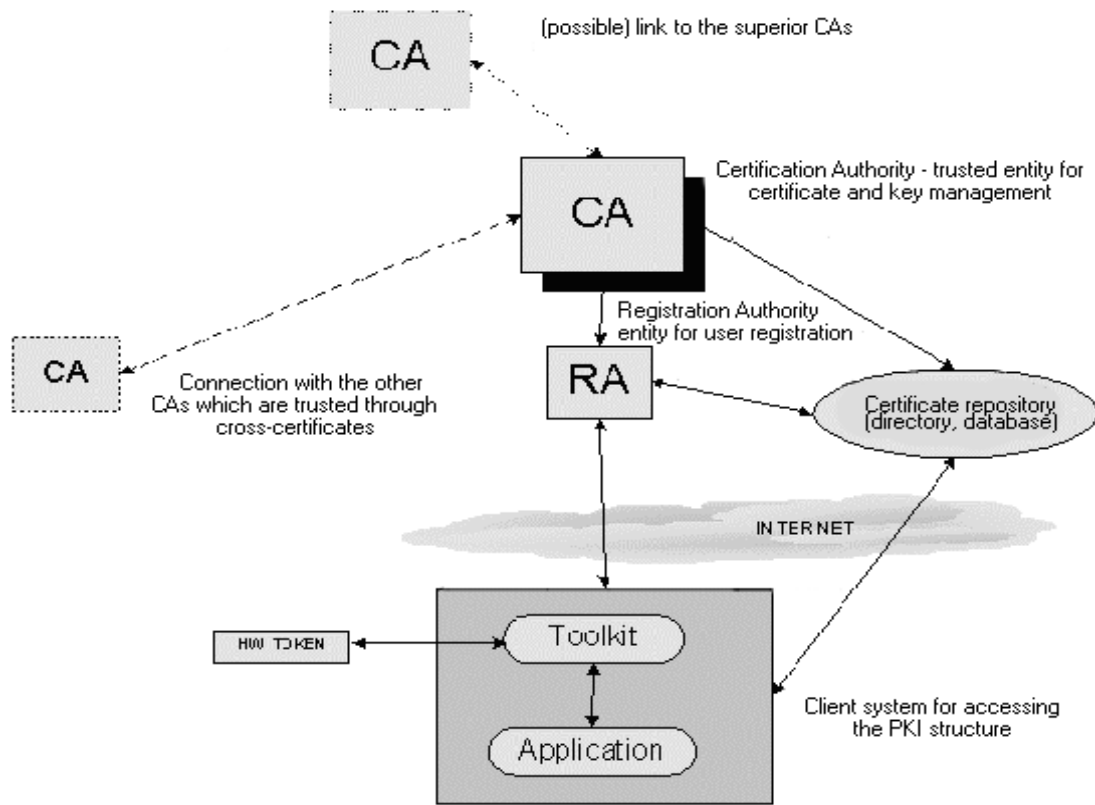 CA
(possible) link to the superior CAs
CA
Certification Authority - trusted entity for
certificate and key management
Registration Authority
entity for user registration
CA
Connection with the other
CAs which are trusted through
cross-certificates
RA
Certificate repository
(directory, database)
INTERNET
HW TOKEN
Toolkit
Application
Client system for accessing
the PKI structure